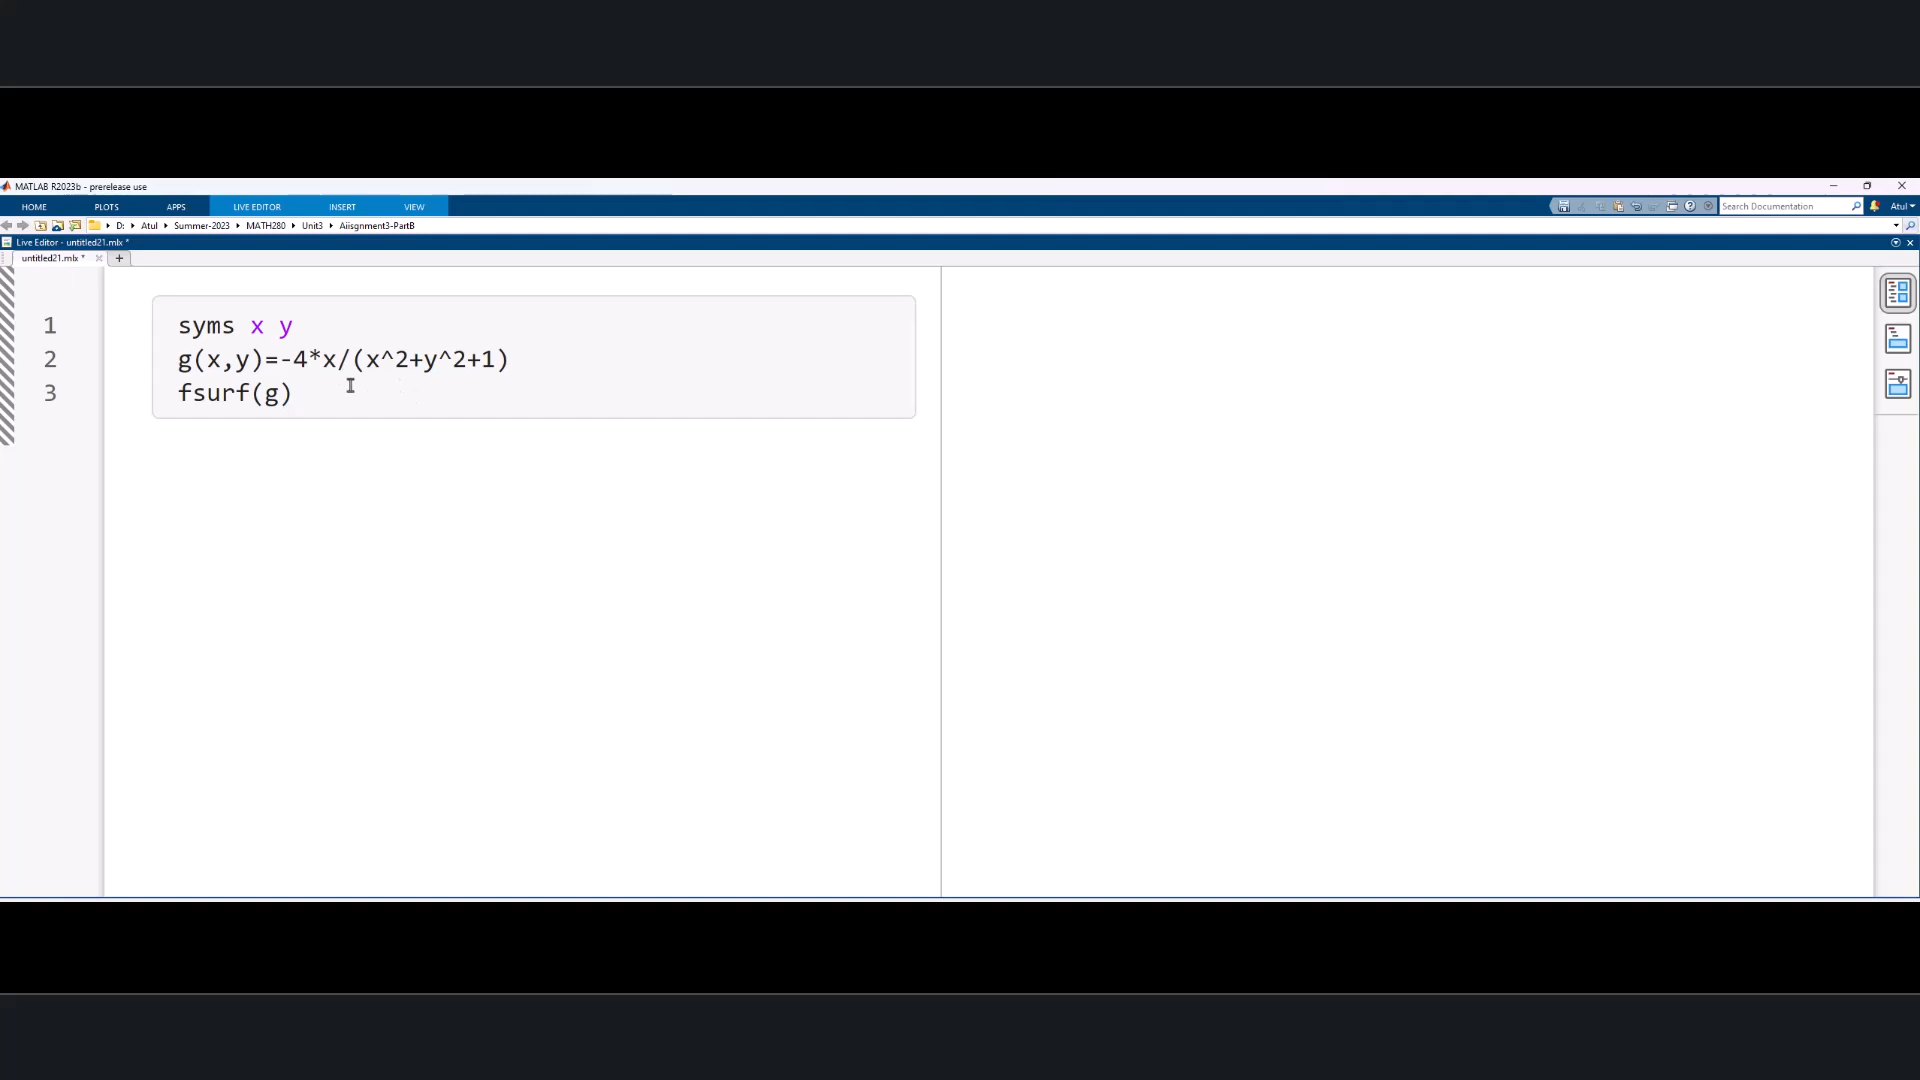 MATLAB R2023b - prerelease use
HOME PLOTS APPS LIVE EDITOR INSERT VIEW Search Documentation Atul
D: Atul Summer-2023 MATH280 Unit3 Aiisgnment3-PartB
Live Editor - untitled21.mlx *
untitled21.mlx *
1 syms x y
2 g(x,y)=-4*x/(x^2+y^2+1)
3 fsurf(g)